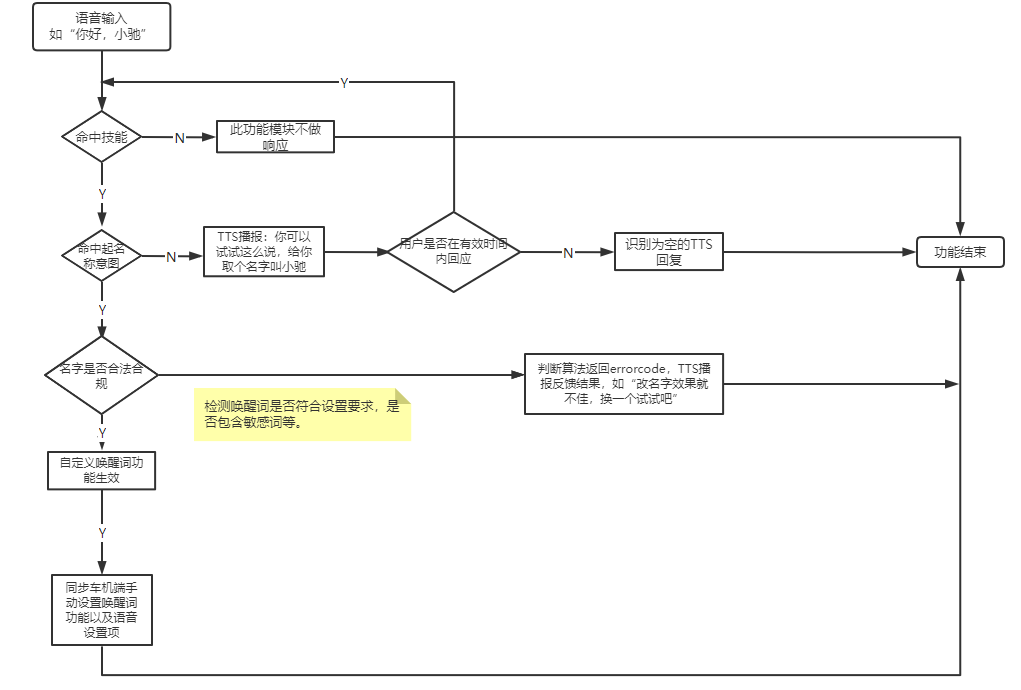 语音输入
如“你好，小驰”
Y
命中技能
N
此功能模块不做
响应
Y
命中起名
称意图
N
TTS播报：你可以
试试这么说，给你
取个名字叫小驰
用户是否在有效时间
内回应
N
识别为空的TTS
回复
功能结束
Y
名字是否合法合
规
判断算法返回errorcode，TTS播
报反馈结果，如“改名字效果就
不佳，换一个试试吧”
检测唤醒词是否符合设置要求，是
否包含敏感词等。
Y
自定义唤醒词功
能生效
Y
同步车机端手
动设置唤醒词
功能以及语音
设置项